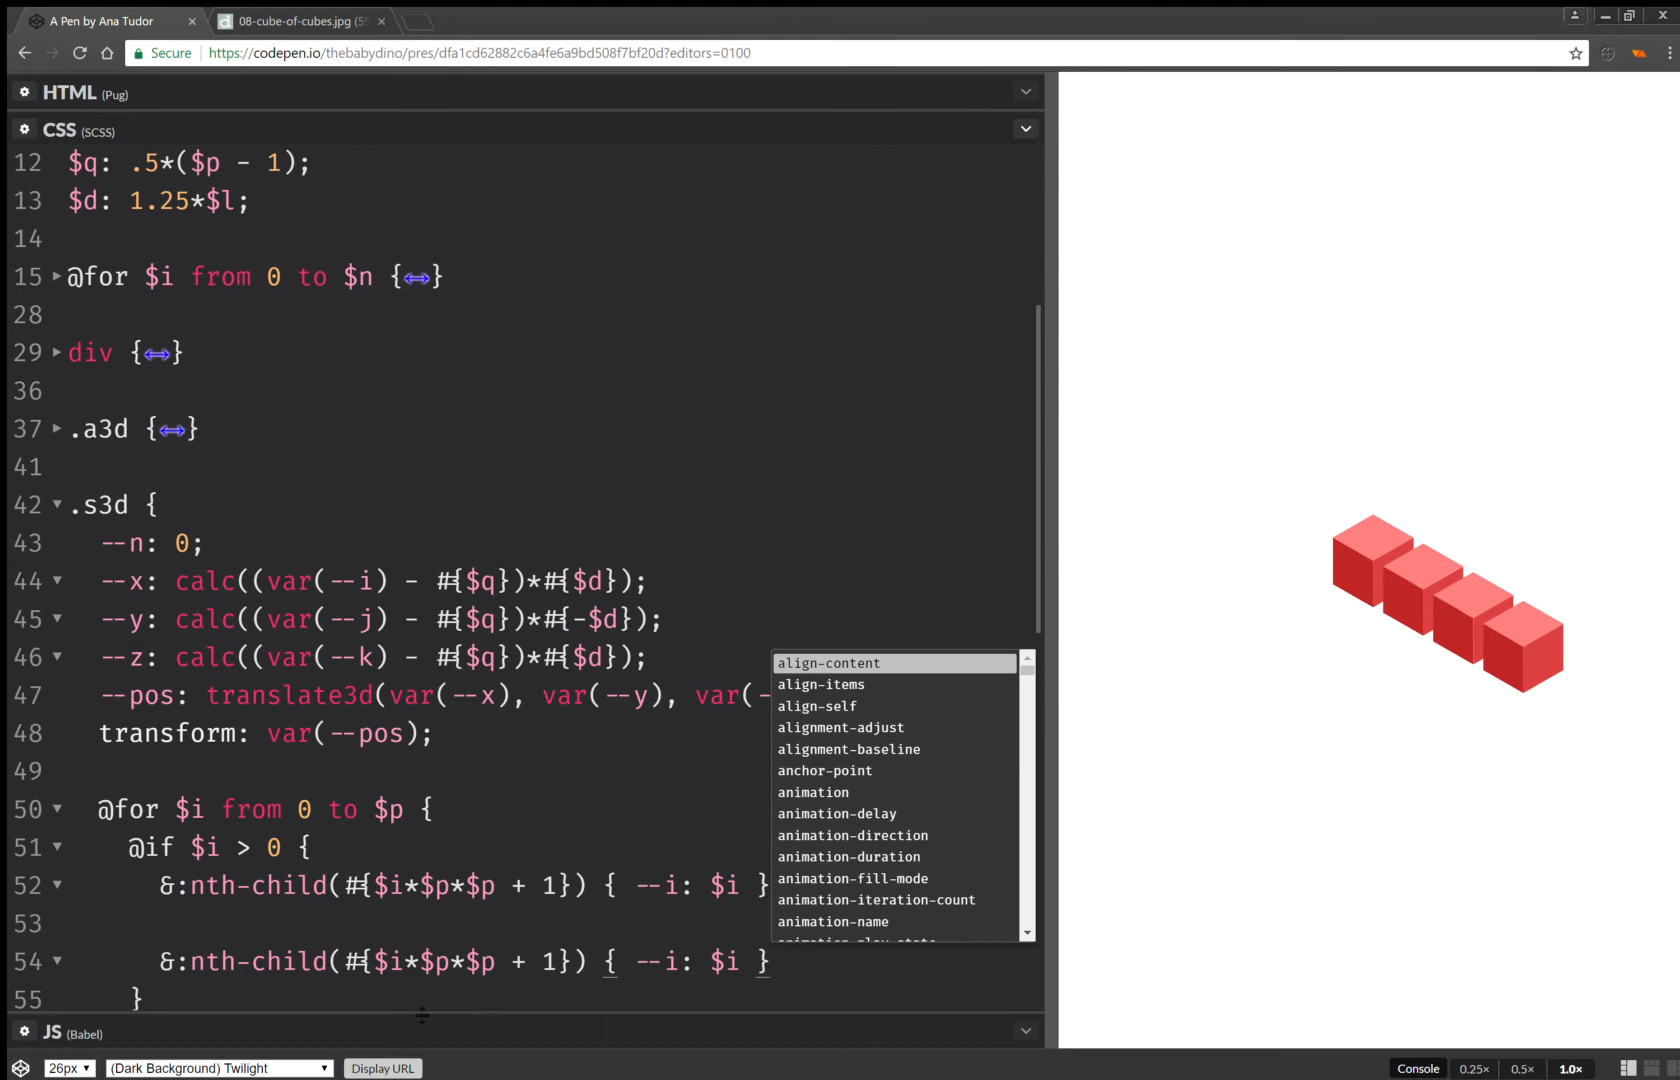 A Pen by Ana Tudor
08-cube-of-cubes.jpg (55
Secure https://codepen.io/thebabydino/pres/dfa1cd62882c6a4fe6a9bd508f7bf20d?editors=0100
HTML (Pug)
CSS (SCSS)
12 $q: .5*($p - 1);
13 $d: 1.25*$l;
14
15 @for $i from 0 to $n {↔}
28
29 div {↔}
36
37 .a3d {↔}
41
42 .s3d {
43 --n: 0;
44 --x: calc((var(--i) - #{$q})*#{$d});
45 --y: calc((var(--j) - #{$q})*#{-$d});
46 --z: calc((var(--k) - #{$q})*#{$d});
47 --pos: translate3d(var(--x), var(--y), var(-
48 transform: var(--pos);
49
50 @for $i from 0 to $p {
51 @if $i > 0 {
52 &:nth-child(#{$i*$p*$p + 1}) { --i: $i }
53
54 &:nth-child(#{$i*$p*$p + 1}) { --i: $i }
55 }
align-content
align-items
align-self
alignment-adjust
alignment-baseline
anchor-point
animation
animation-delay
animation-direction
animation-duration
animation-fill-mode
animation-iteration-count
animation-name
animation-play-state
JS (Babel)
26px (Dark Background) Twilight Display URL
Console 0.25× 0.5× 1.0×